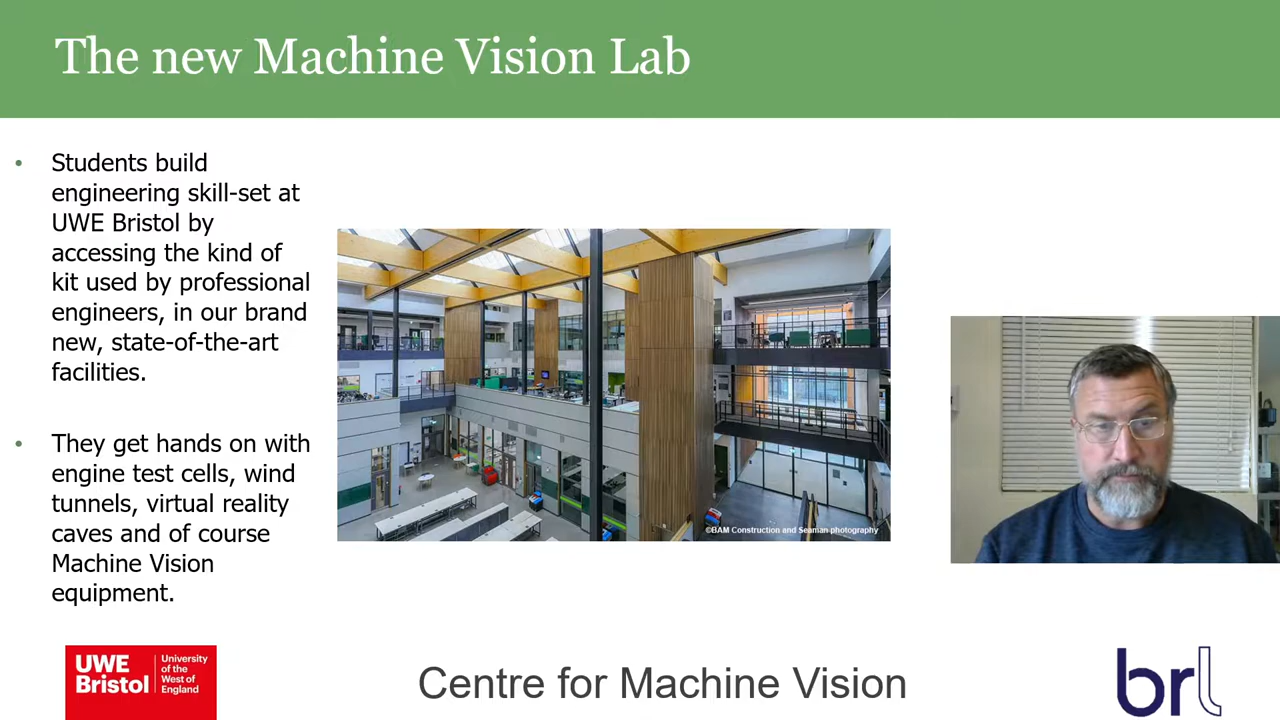 The new Machine Vision Lab
• Students build
engineering skill-set at
UWE Bristol by
accessing the kind of
kit used by professional
engineers, in our brand
new, state-of-the-art
facilities.
• They get hands on with
engine test cells, wind
tunnels, virtual reality
caves and of course
Machine Vision
equipment.
©BAM Construction and Seaman photography
UWE
Bristol
University
of the
West of
England
Centre for Machine Vision
brl